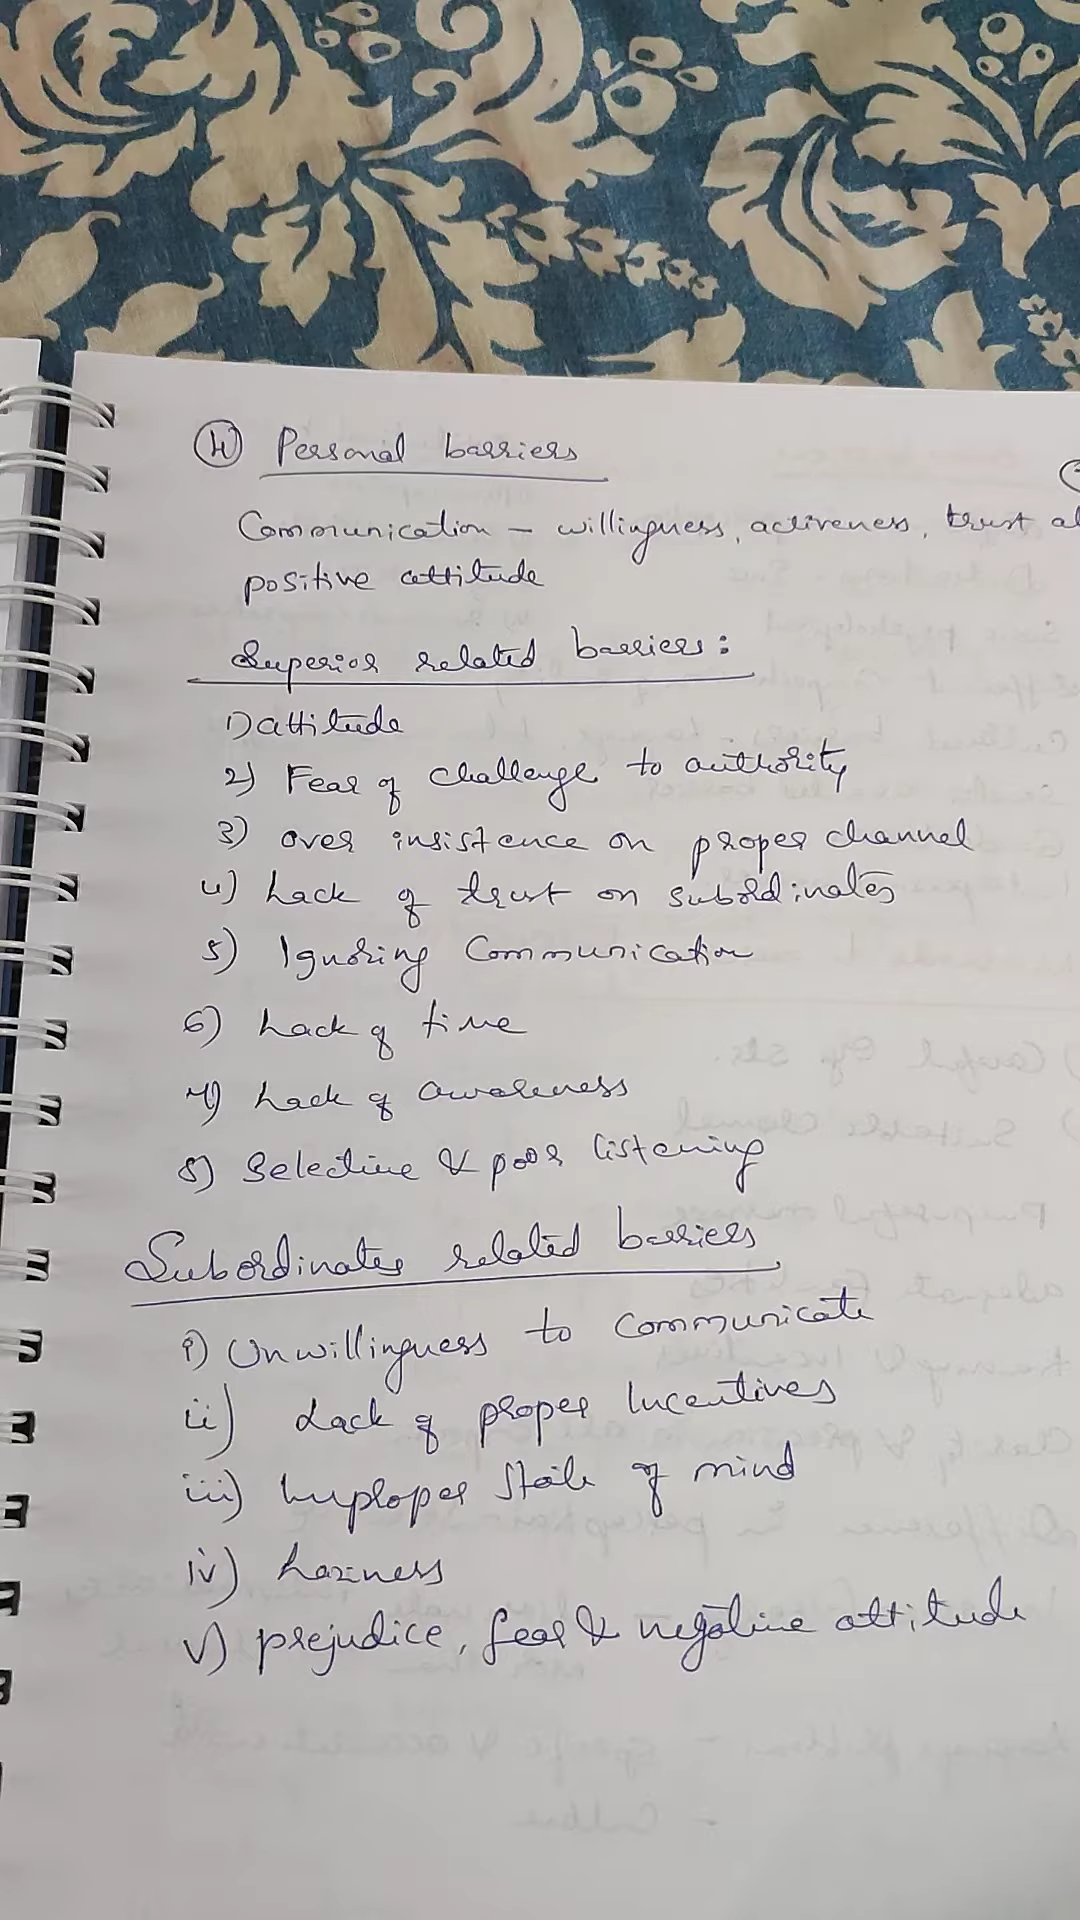 ④ Personal barriers
Communication – willingness, activeness, trust
positive attitude
Superior related barriers:
1) attitude
2) Fear of challenge to authority
3) over insistence on proper channel
4) Lack of trust on subordinates
5) Ignoring Communication
6) Lack of time
7) Lack of awareness
8) Selective & poor listening
Subordinates related barriers
i) Unwillingness to communicate
ii) Lack of proper Incentives
iii) Improper state of mind
iv) Laziness
v) prejudice, fear & negative attitude